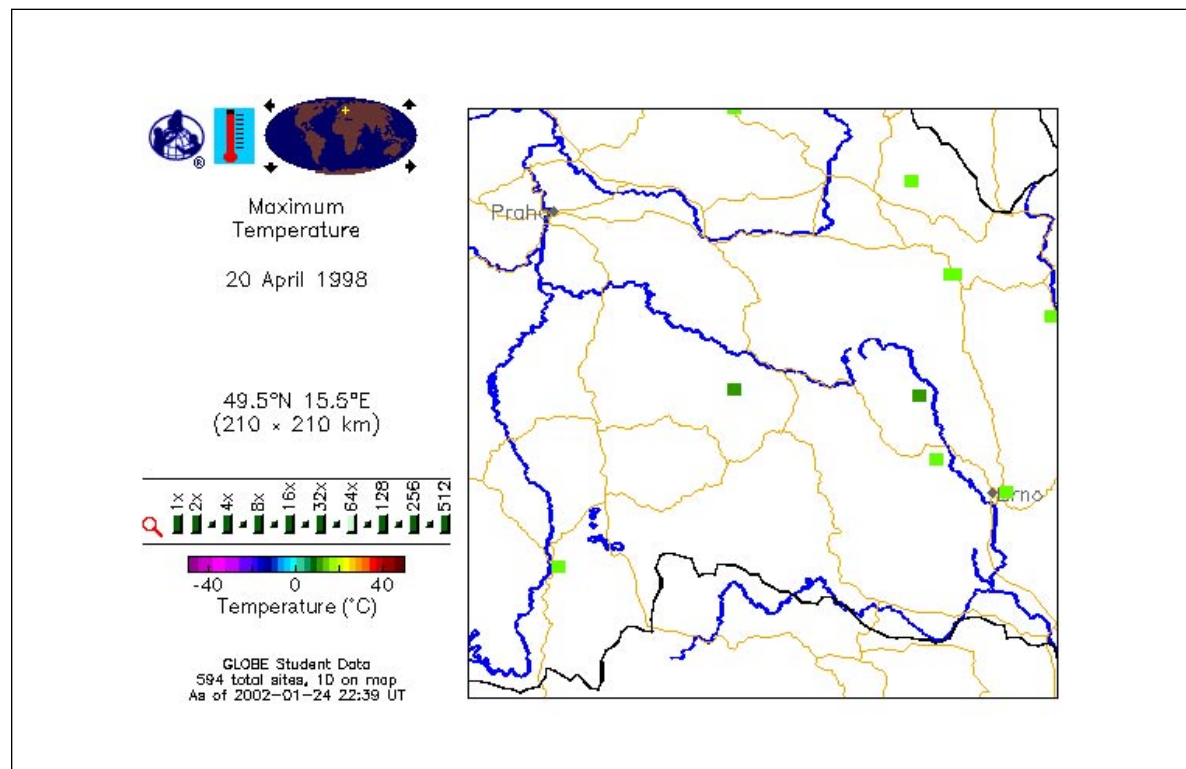 ®
Maximum
Temperature
20 April 1998
49.5°N 15.5°E
(210 × 210 km)
1x 2x 4x 8x 16x 32x 64x 128 256 512
-40 0 40
Temperature (°C)
GLOBE Student Data
594 total sites, 10 on map
As of 2002-01-24 22:39 UT
Praha
Brno